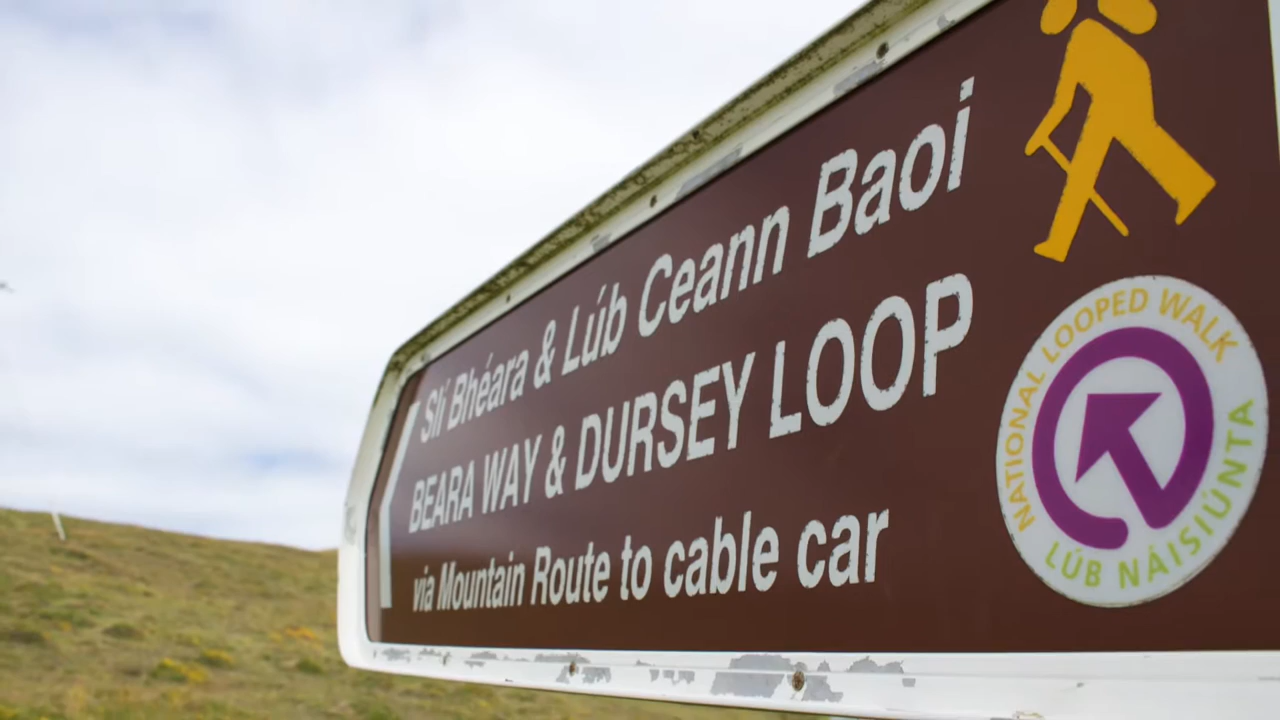 Slí Bhéara & Lúb Ceann Baoi
BEARA WAY & DURSEY LOOP
via Mountain Route to cable car
NATIONAL LOOPED WALK
LÚB NÁISIÚNTA